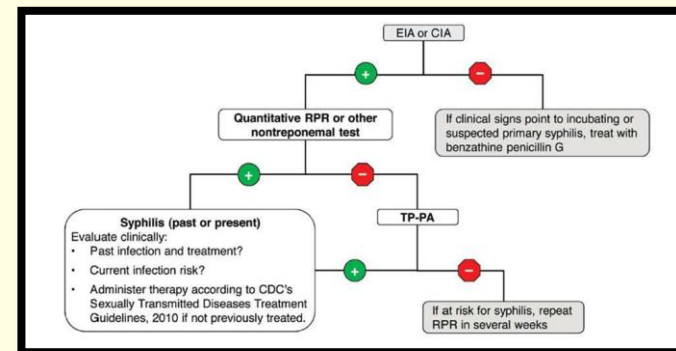 EIA or CIA
+
−
Quantitative RPR or other
nontreponemal test
If clinical signs point to incubating or
suspected primary syphilis, treat with
benzathine penicillin G
+
−
Syphilis (past or present)
Evaluate clinically:
• Past infection and treatment?
• Current infection risk?
• Administer therapy according to CDC's
Sexually Transmitted Diseases Treatment
Guidelines, 2010 if not previously treated.
TP-PA
+
−
If at risk for syphilis, repeat
RPR in several weeks